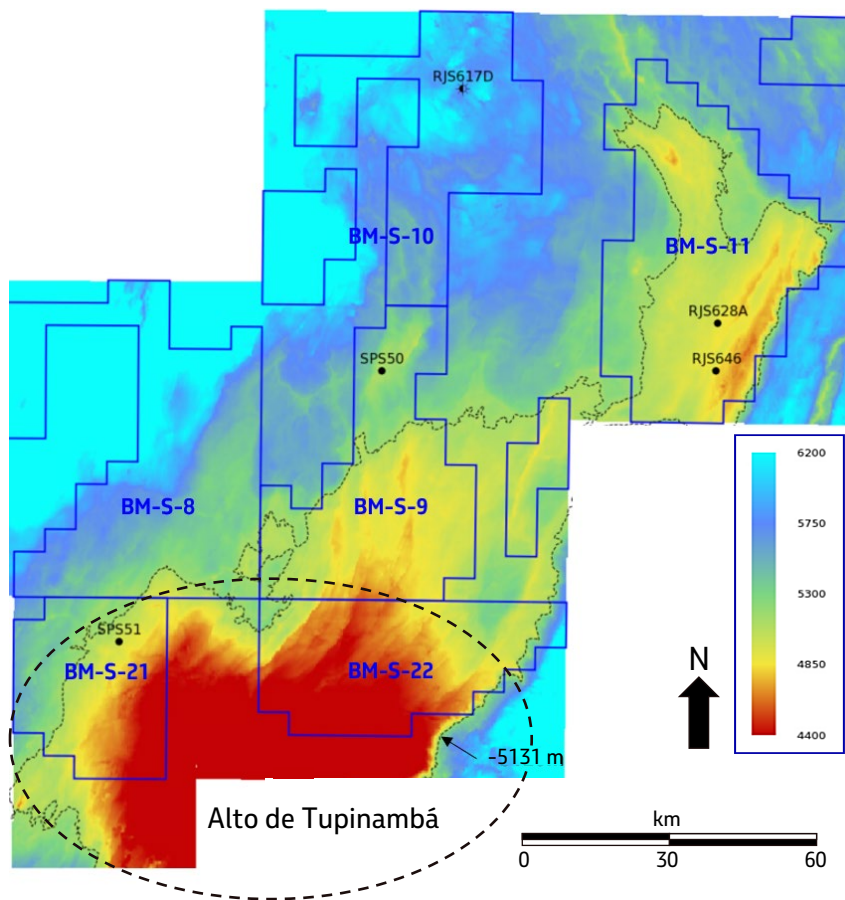 RJS617D
BM-S-10
BM-S-11
RJS628A
SPS50
RJS646
6200
5750
5300
4850
4400
BM-S-8
BM-S-9
SPS51
BM-S-21
BM-S-22
N
-5131 m
Alto de Tupinambá
km
0
30
60